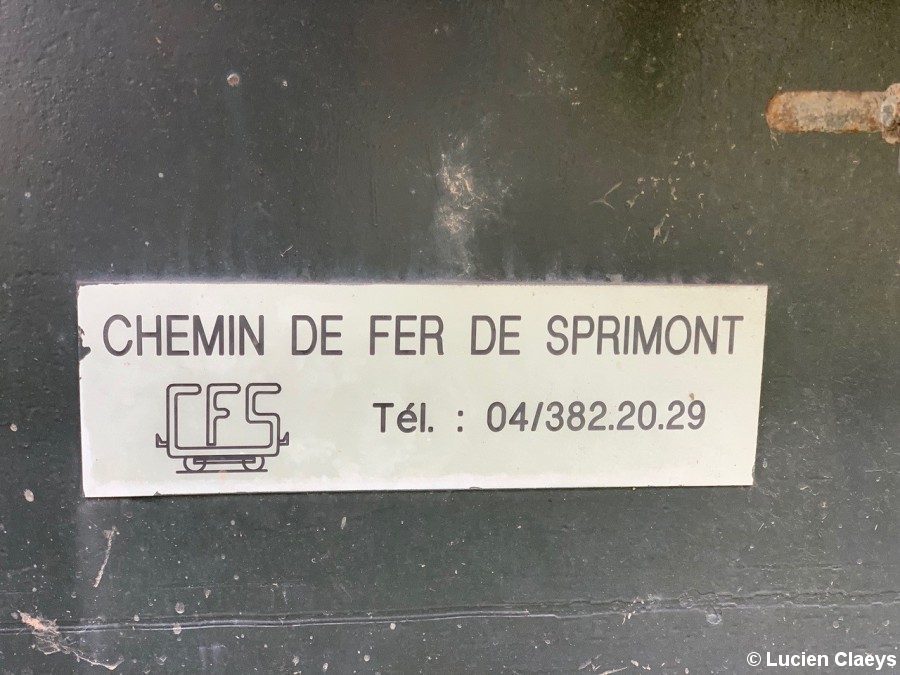 CHEMIN DE FER DE SPRIMONT
CFS
Tél. : 04/382.20.29
© Lucien Claeys